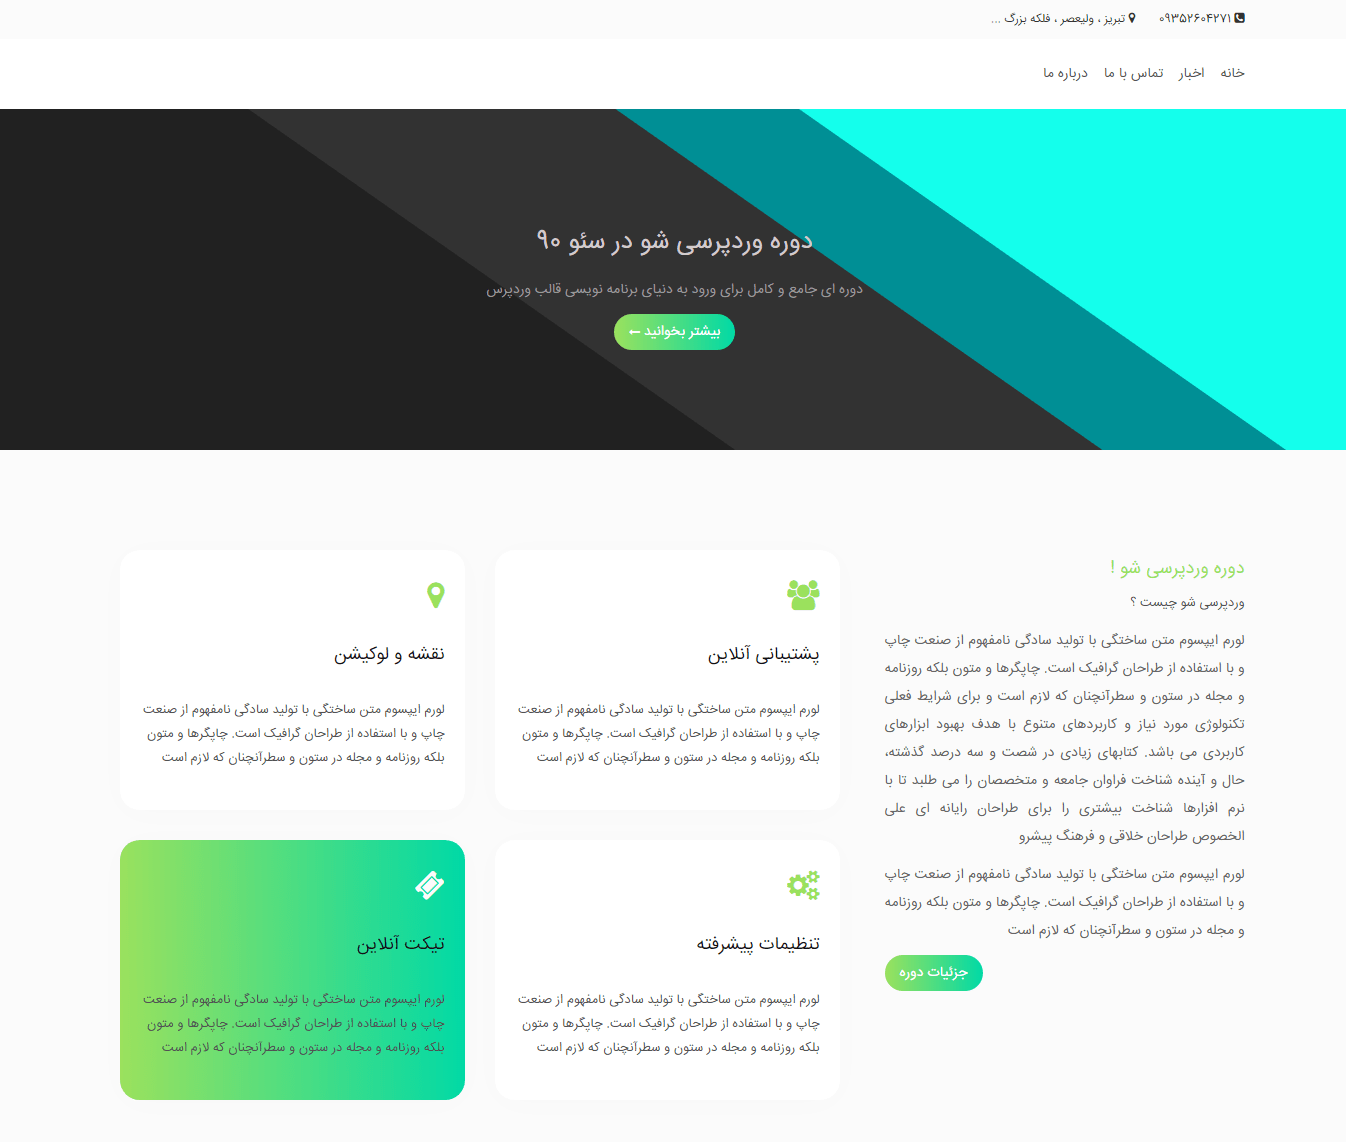 ۰۹۳۵۲۶۰۴۲۷۱ تبریز ، ولیعصر ، فلکه بزرگ ...
خانه اخبار تماس با ما درباره ما
دوره وردپرسی شو در سئو ۹۰
دوره ای جامع و کامل برای ورود به دنیای برنامه نویسی قالب وردپرس
بیشتر بخوانید ←
دوره وردپرسی شو !
وردپرسی شو چیست ؟
لورم ایپسوم متن ساختگی با تولید سادگی نامفهوم از صنعت چاپ
و با استفاده از طراحان گرافیک است. چاپگرها و متون بلکه روزنامه
و مجله در ستون و سطرآنچنان که لازم است و برای شرایط فعلی
تکنولوژی مورد نیاز و کاربردهای متنوع با هدف بهبود ابزارهای
کاربردی می باشد. کتابهای زیادی در شصت و سه درصد گذشته،
حال و آینده شناخت فراوان جامعه و متخصصان را می طلبد تا با
نرم افزارها شناخت بیشتری را برای طراحان رایانه ای علی
الخصوص طراحان خلاقی و فرهنگ پیشرو
لورم ایپسوم متن ساختگی با تولید سادگی نامفهوم از صنعت چاپ
و با استفاده از طراحان گرافیک است. چاپگرها و متون بلکه روزنامه
و مجله در ستون و سطرآنچنان که لازم است
جزئیات دوره
پشتیبانی آنلاین
لورم ایپسوم متن ساختگی با تولید سادگی نامفهوم از صنعت
چاپ و با استفاده از طراحان گرافیک است. چاپگرها و متون
بلکه روزنامه و مجله در ستون و سطرآنچنان که لازم است
نقشه و لوکیشن
لورم ایپسوم متن ساختگی با تولید سادگی نامفهوم از صنعت
چاپ و با استفاده از طراحان گرافیک است. چاپگرها و متون
بلکه روزنامه و مجله در ستون و سطرآنچنان که لازم است
تنظیمات پیشرفته
لورم ایپسوم متن ساختگی با تولید سادگی نامفهوم از صنعت
چاپ و با استفاده از طراحان گرافیک است. چاپگرها و متون
بلکه روزنامه و مجله در ستون و سطرآنچنان که لازم است
تیکت آنلاین
لورم ایپسوم متن ساختگی با تولید سادگی نامفهوم از صنعت
چاپ و با استفاده از طراحان گرافیک است. چاپگرها و متون
بلکه روزنامه و مجله در ستون و سطرآنچنان که لازم است